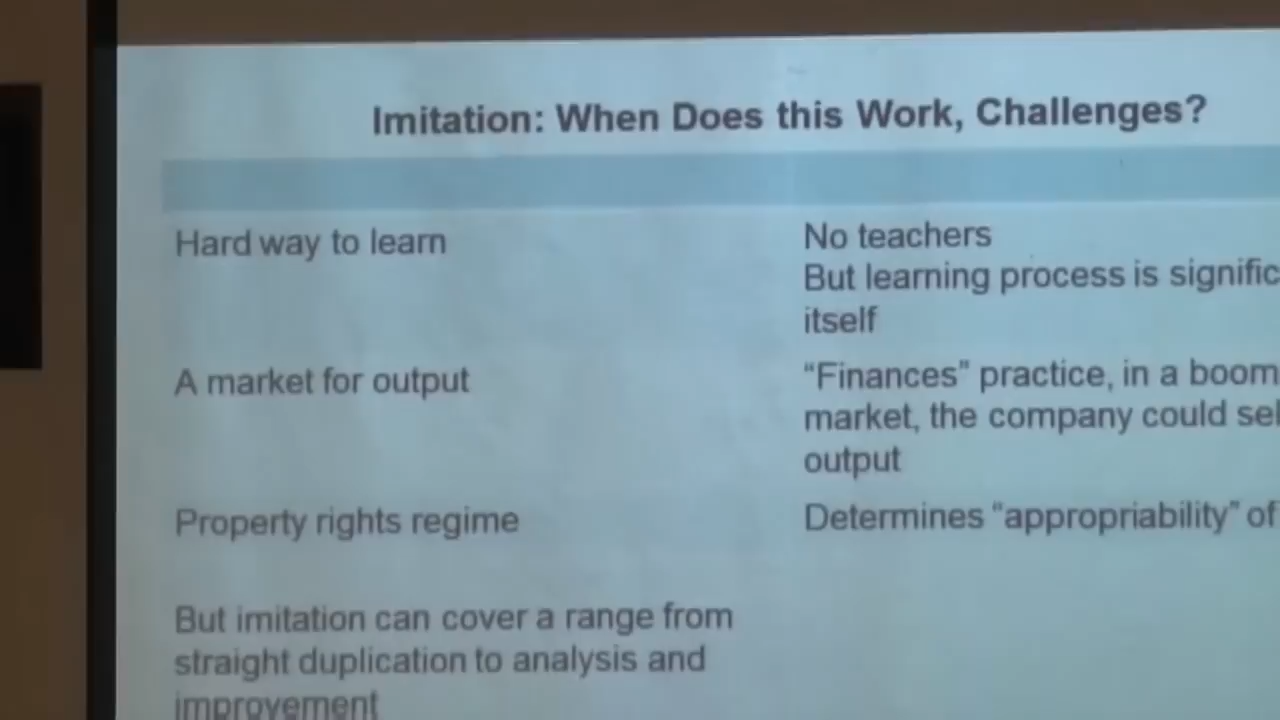 Imitation: When Does this Work, Challenges?
Hard way to learn
No teachers
But learning process is
itself
A market for output
“Finances” practice, in a boom
market, the company could
output
Property rights regime
Determines “appropriability” of
But imitation can cover a range from
straight duplication to analysis and
improvement